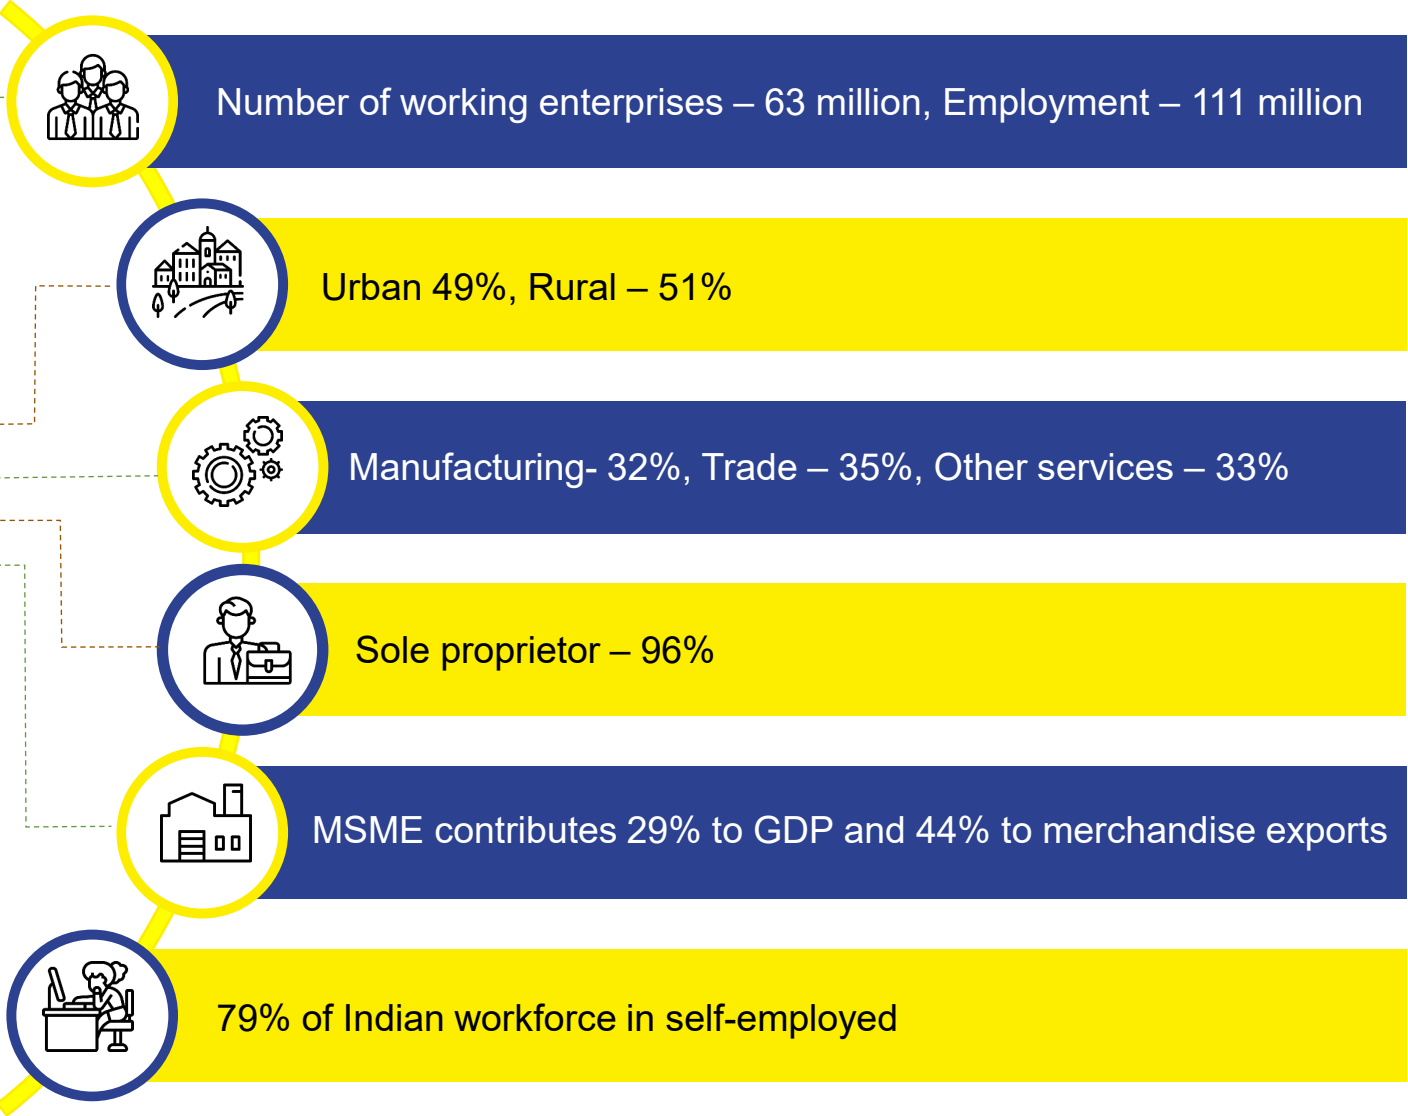 Number of working enterprises – 63 million, Employment – 111 million
Urban 49%, Rural – 51%
Manufacturing- 32%, Trade – 35%, Other services – 33%
Sole proprietor – 96%
MSME contributes 29% to GDP and 44% to merchandise exports
79% of Indian workforce in self-employed